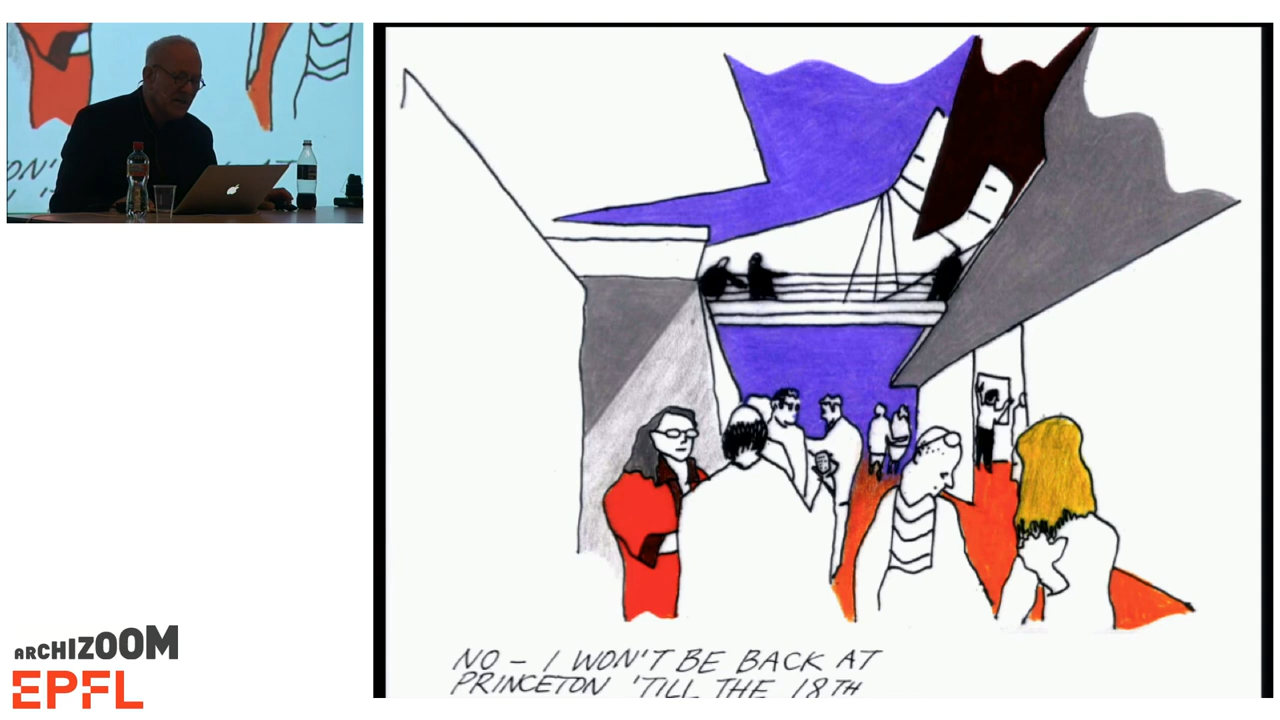 NO – I WON'T BE BACK AT
PRINCETON 'TILL THE 18TH
ARCHIZOOM
EPFL